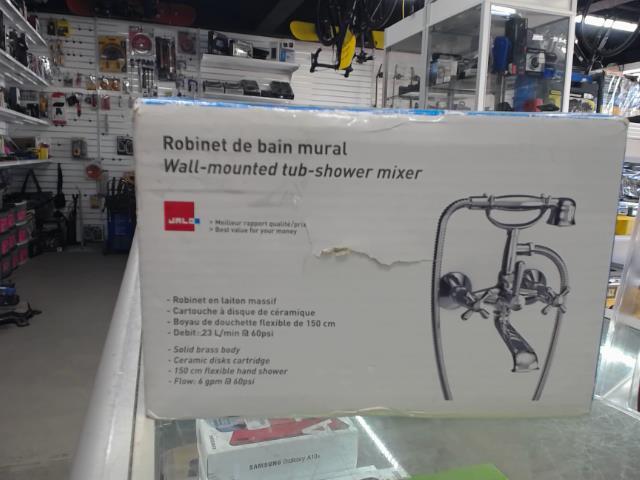 Robinet de bain mural
Wall-mounted tub-shower mixer
JALO
> Meilleur rapport qualité/prix
> Best value for your money
- Robinet en laiton massif
- Cartouche à disque de céramique
- Boyau de douchette flexible de 150 cm
- Debit: 23 L/min @ 60psi
- Solid brass body
- Ceramic disks cartridge
- 150 cm flexible hand shower
- Flow: 6 gpm @ 60psi
SAMSUNG Galaxy A10s